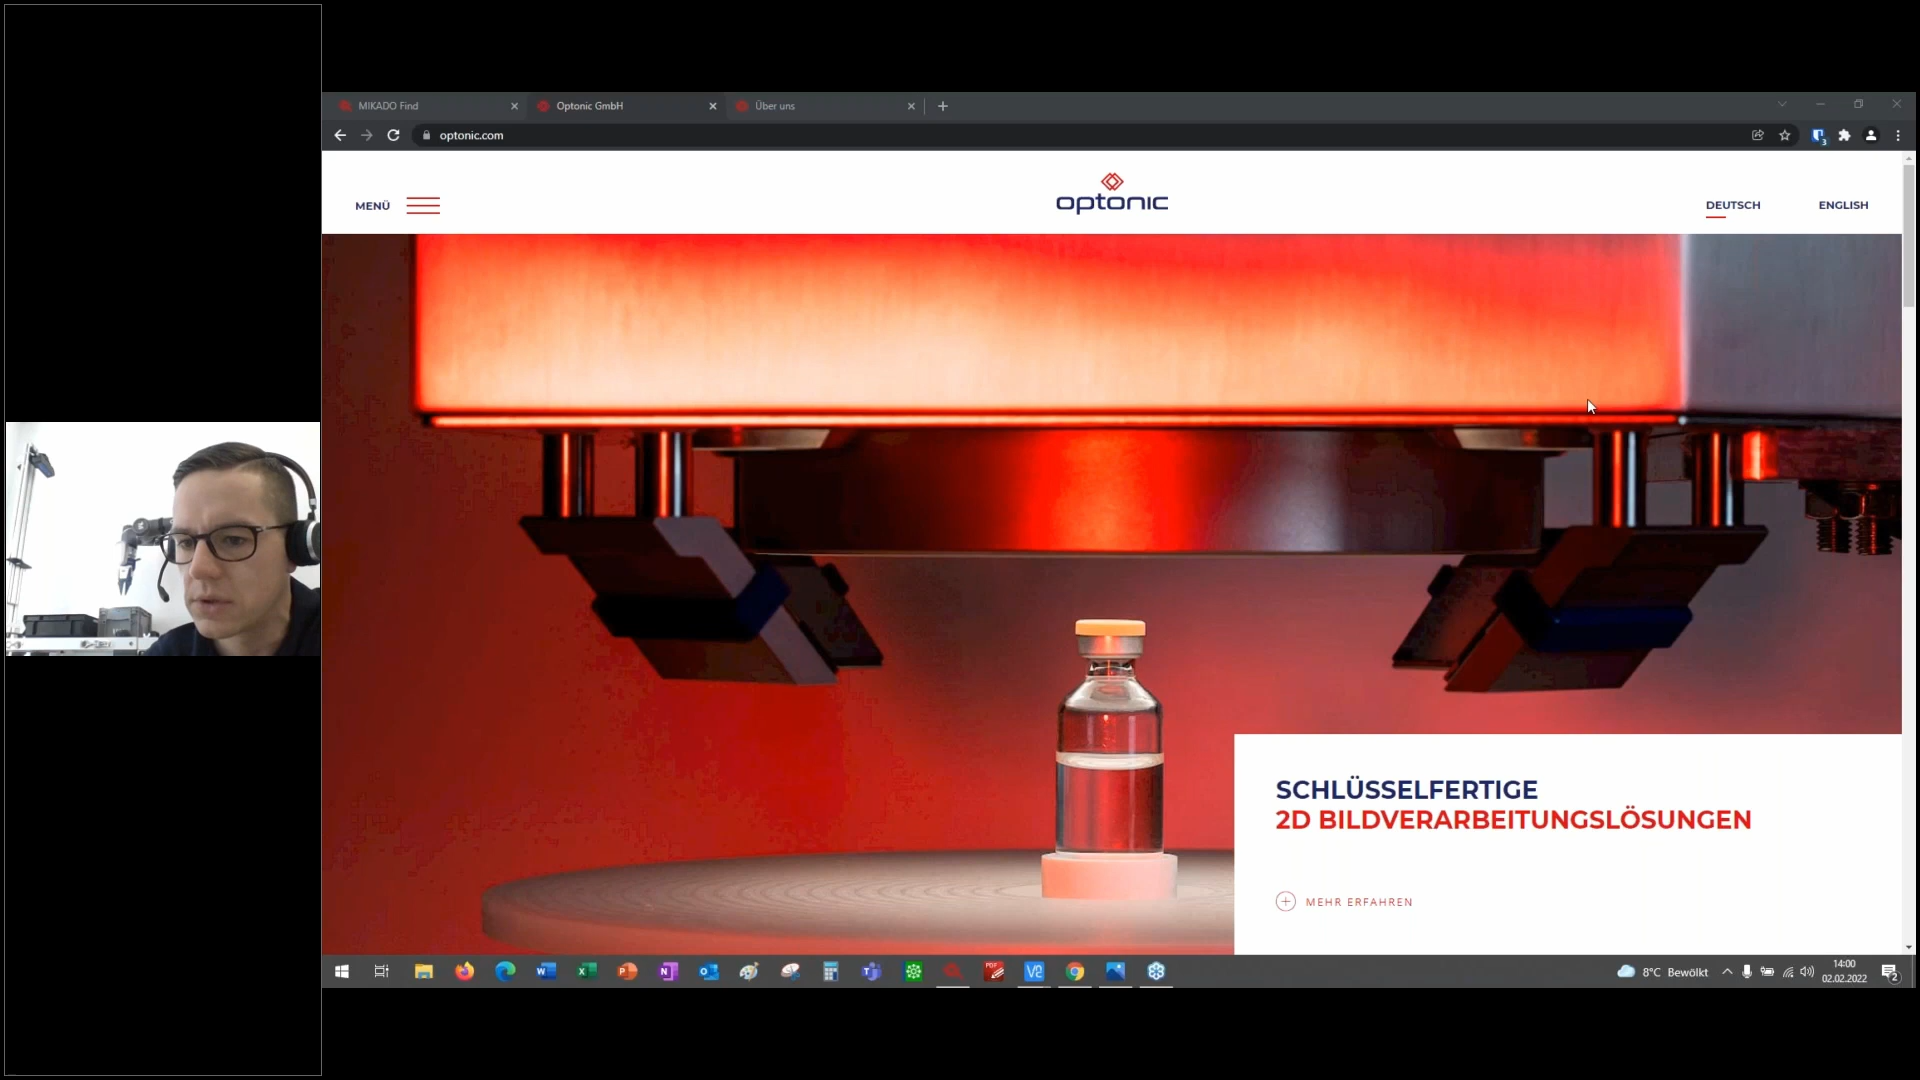 MIKADO Find
Optonic GmbH
Über uns
optonic.com
MENÜ
optonic
DEUTSCH
ENGLISH
SCHLÜSSELFERTIGE
2D BILDVERARBEITUNGSLÖSUNGEN
MEHR ERFAHREN
8°C Bewölkt
14:00
02.02.2022
2